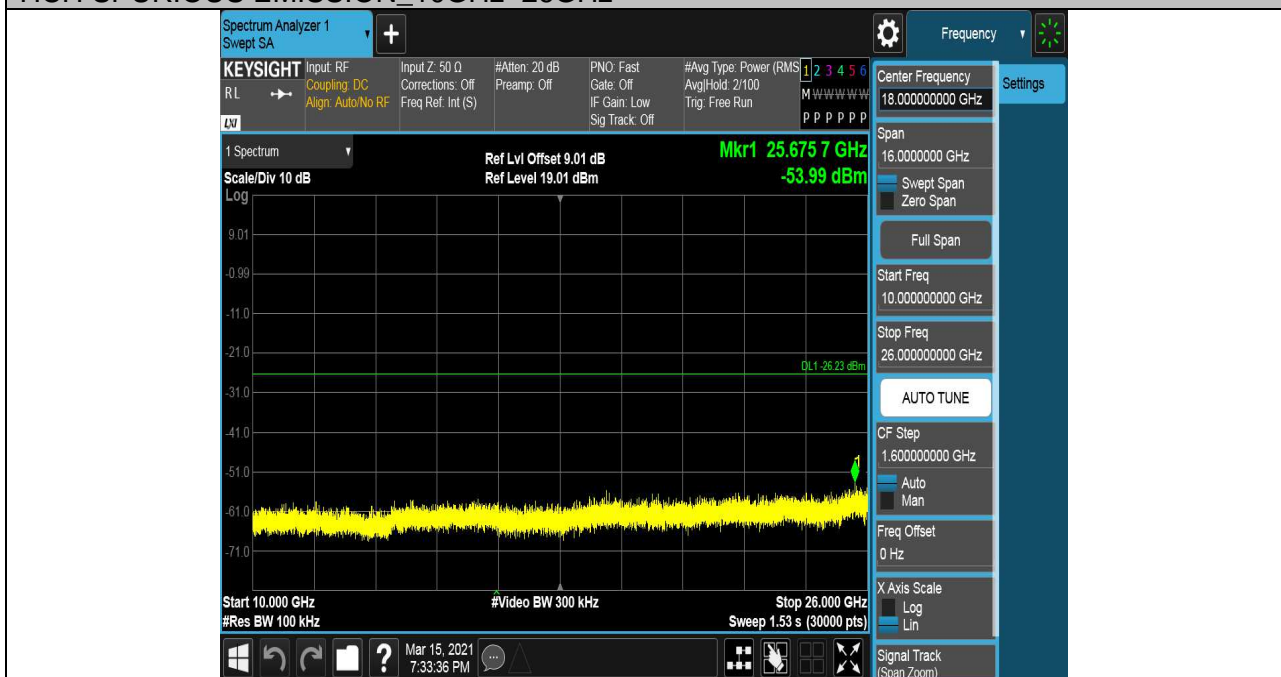 Spectrum Analyzer 1
Swept SA
Frequency
KEYSIGHT
RL
LXI
Input: RF
Coupling: DC
Align: Auto/No RF
Input Z: 50 Ω
Corrections: Off
Freq Ref: Int (S)
#Atten: 20 dB
Preamp: Off
PNO: Fast
Gate: Off
IF Gain: Low
Sig Track: Off
#Avg Type: Power (RMS
Avg|Hold: 2/100
Trig: Free Run
1 2 3 4 5 6
M W W W W W
P P P P P P
1 Spectrum
Scale/Div 10 dB
Log
Ref Lvl Offset 9.01 dB
Ref Level 19.01 dBm
Mkr1 25.675 7 GHz
-53.99 dBm
9.01
-0.99
-11.0
-21.0
-31.0
-41.0
-51.0
-61.0
-71.0
DL1 -26.23 dBm
1
Start 10.000 GHz
#Res BW 100 kHz
#Video BW 300 kHz
Stop 26.000 GHz
Sweep 1.53 s (30000 pts)
Mar 15, 2021
7:33:36 PM
Center Frequency
18.000000000 GHz
Settings
Span
16.0000000 GHz
Swept Span
Zero Span
Full Span
Start Freq
10.000000000 GHz
Stop Freq
26.000000000 GHz
AUTO TUNE
CF Step
1.600000000 GHz
Auto
Man
Freq Offset
0 Hz
X Axis Scale
Log
Lin
Signal Track
(Span Zoom)